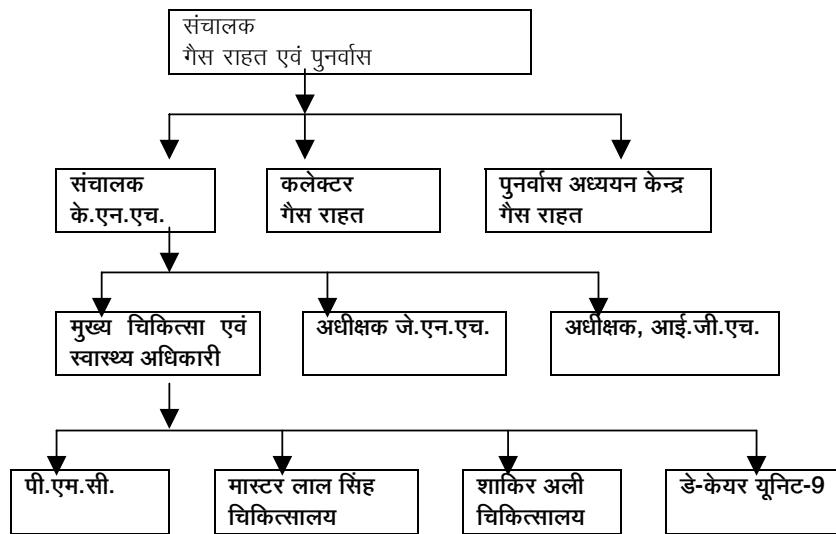 संचालक
गैस राहत एवं पुनर्वास
संचालक
के.एन.एच.
कलेक्टर
गैस राहत
पुनर्वास अध्ययन केन्द्र
गैस राहत
मुख्य चिकित्सा एवं
स्वास्थ्य अधिकारी
अधीक्षक जे.एन.एच.
अधीक्षक, आई.जी.एच.
पी.एम.सी.
मास्टर लाल सिंह
चिकित्सालय
शाकिर अली
चिकित्सालय
डे-केयर यूनिट-9